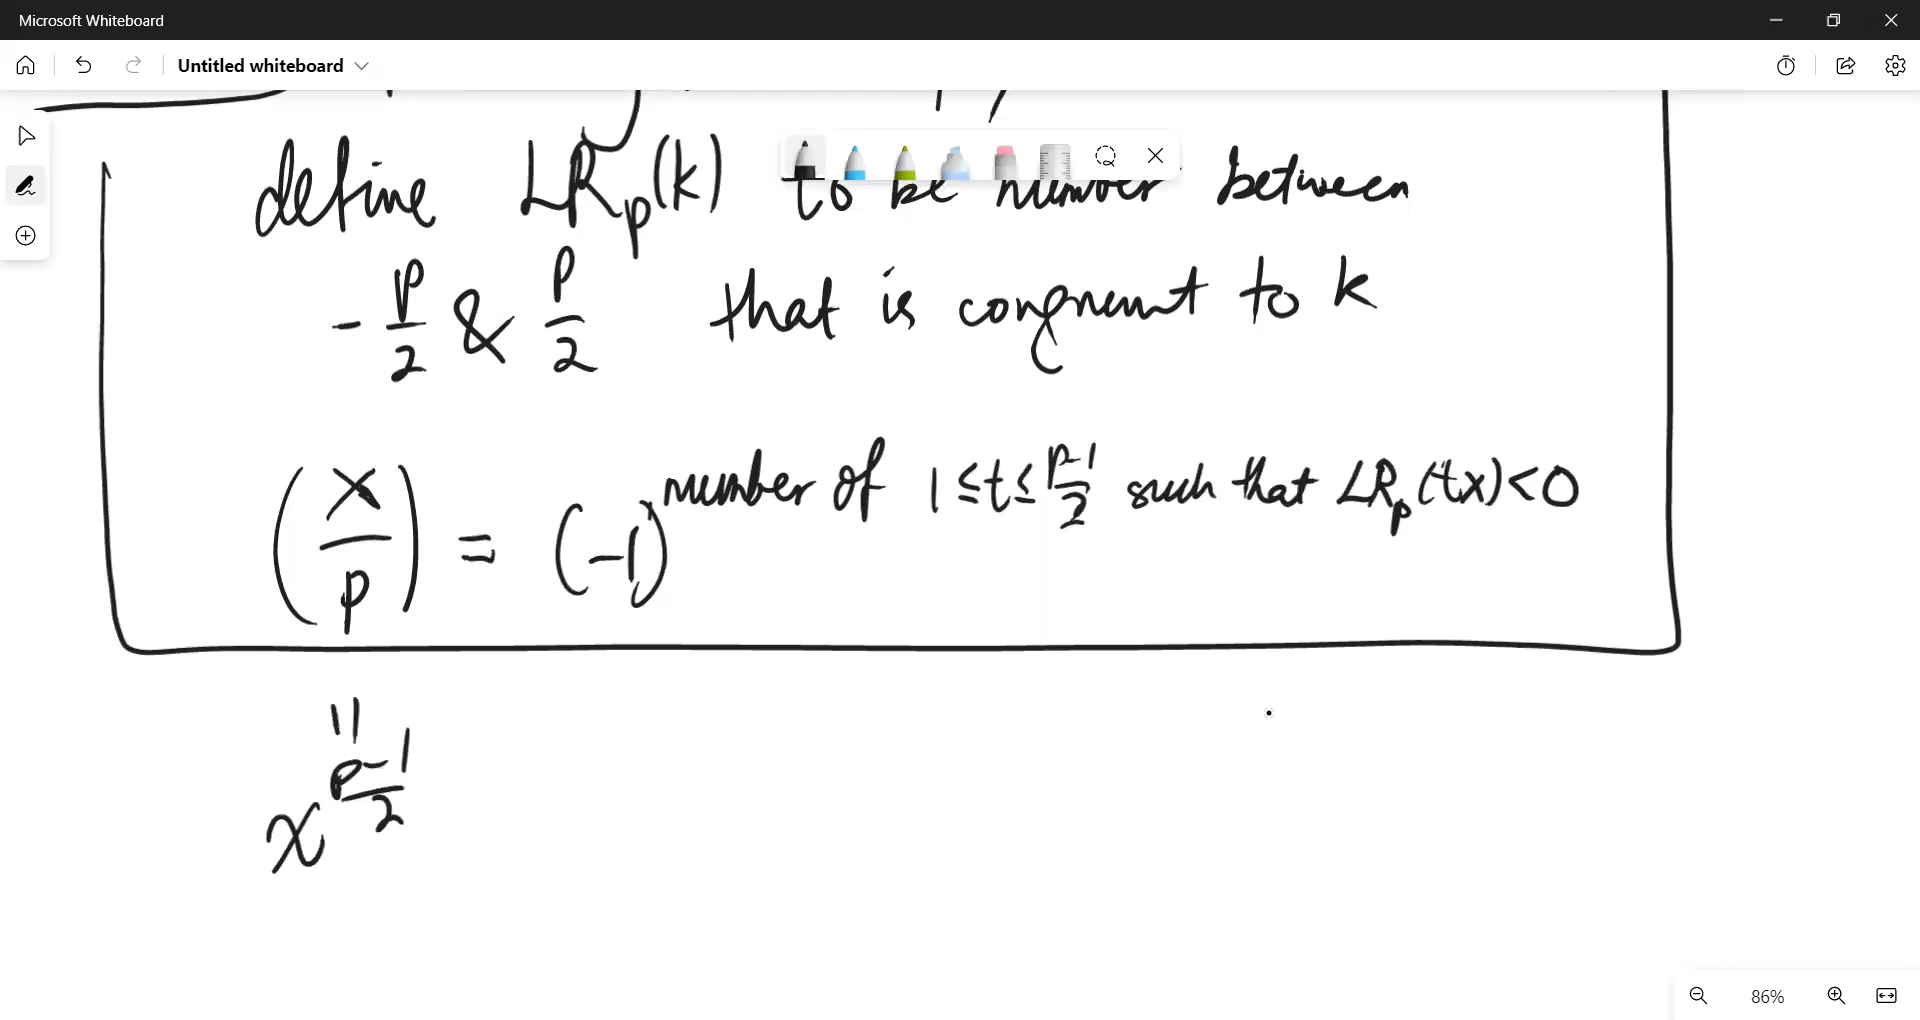 Microsoft Whiteboard
Untitled whiteboard
define LR_p(k) to be number between
- p/2 & p/2 that is congruent to k
(x/p) = (-1)^number of 1 ≤ t ≤ p-1/2 such that LR_p(tx) < 0
||
x^p-1/2
86%